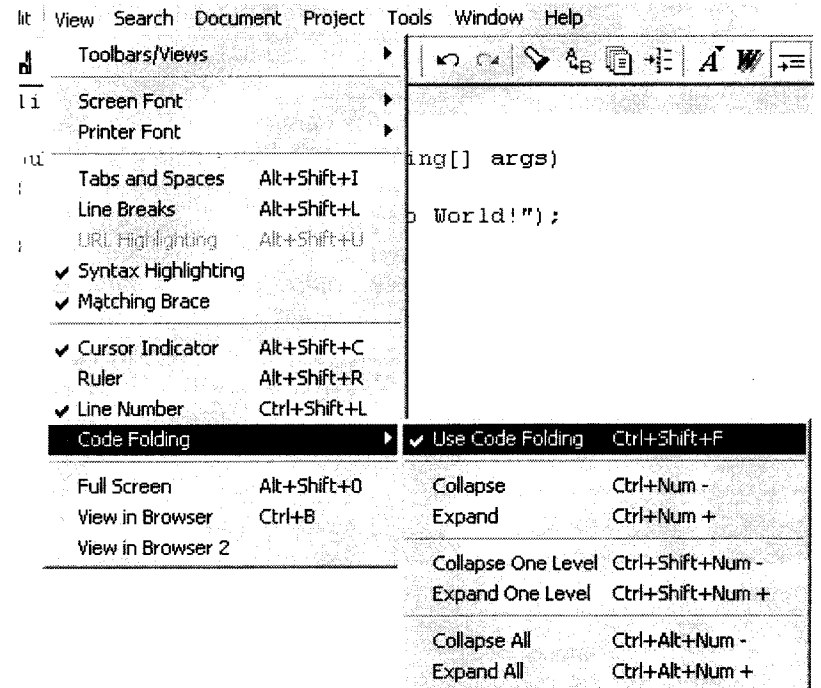 lit View Search Document Project Tools Window Help
Toolbars/Views
A B A W
li
Screen Font
Printer Font
ul ing[] args)
Tabs and Spaces Alt+Shift+I
Line Breaks Alt+Shift+L
o World!");
URL Highlighting Alt+Shift+U
Syntax Highlighting
Matching Brace
Cursor Indicator Alt+Shift+C
Ruler Alt+Shift+R
Line Number Ctrl+Shift+L
Code Folding
Use Code Folding Ctrl+Shift+F
Full Screen Alt+Shift+0
Collapse Ctrl+Num -
View in Browser Ctrl+B
Expand Ctrl+Num +
View in Browser 2
Collapse One Level Ctrl+Shift+Num -
Expand One Level Ctrl+Shift+Num +
Collapse All Ctrl+Alt+Num -
Expand All Ctrl+Alt+Num +